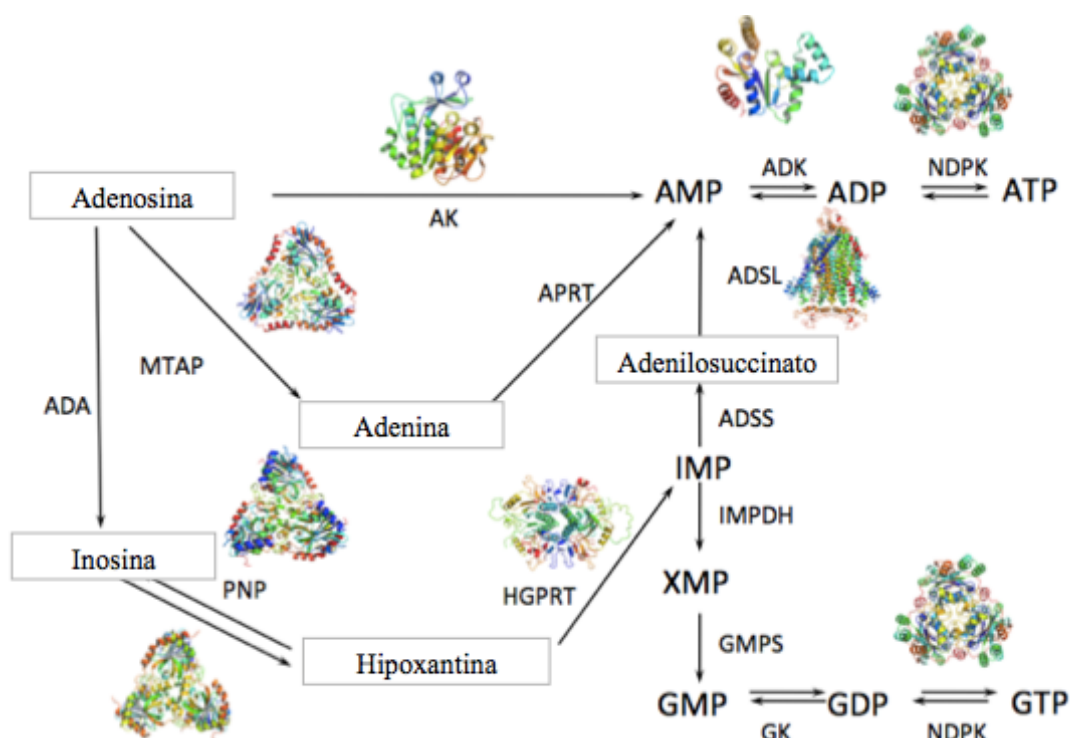 ADK
NDPK
Adenosina
AMP
ADP
ATP
AK
ADSL
APRT
MTAP
Adenilosuccinato
ADA
Adenina
ADSS
IMP
IMPDH
Inosina
PNP
HGPRT
XMP
Hipoxantina
GMPS
GMP
GDP
GTP
GK
NDPK